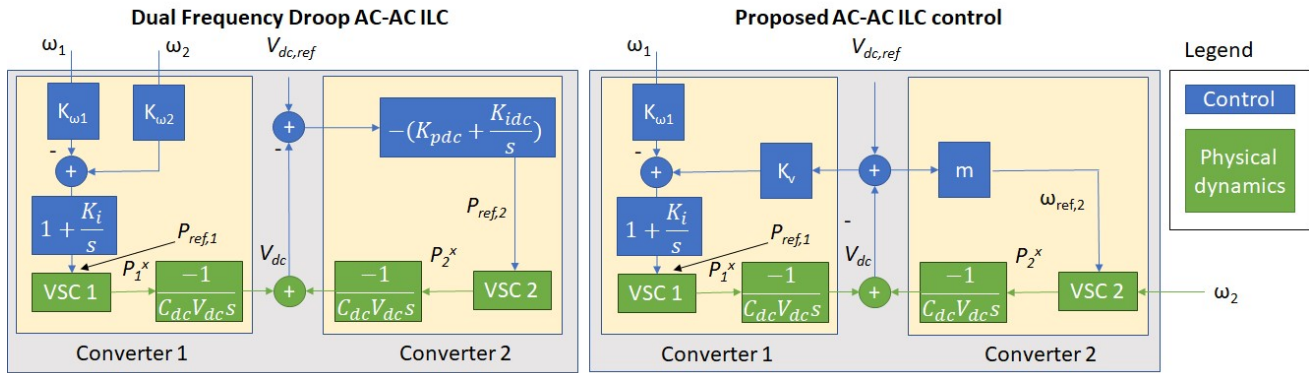 Dual Frequency Droop AC-AC ILC
ω1
ω2
Vdc,ref
Kω1
Kω2
-
+
+
-
−(Kpdc + Kidc/s)
1 + Ki/s
Pref,1
Pref,2
Vdc
P1x
P2x
VSC 1
−1/CdcVdcs
+
−1/CdcVdcs
VSC 2
Converter 1
Converter 2
Proposed AC-AC ILC control
ω1
Vdc,ref
Kω1
-
+
Kv
+
m
-
1 + Ki/s
Pref,1
ωref,2
Vdc
P1x
P2x
VSC 1
−1/CdcVdcs
+
−1/CdcVdcs
VSC 2
ω2
Converter 1
Converter 2
Legend
Control
Physical
dynamics